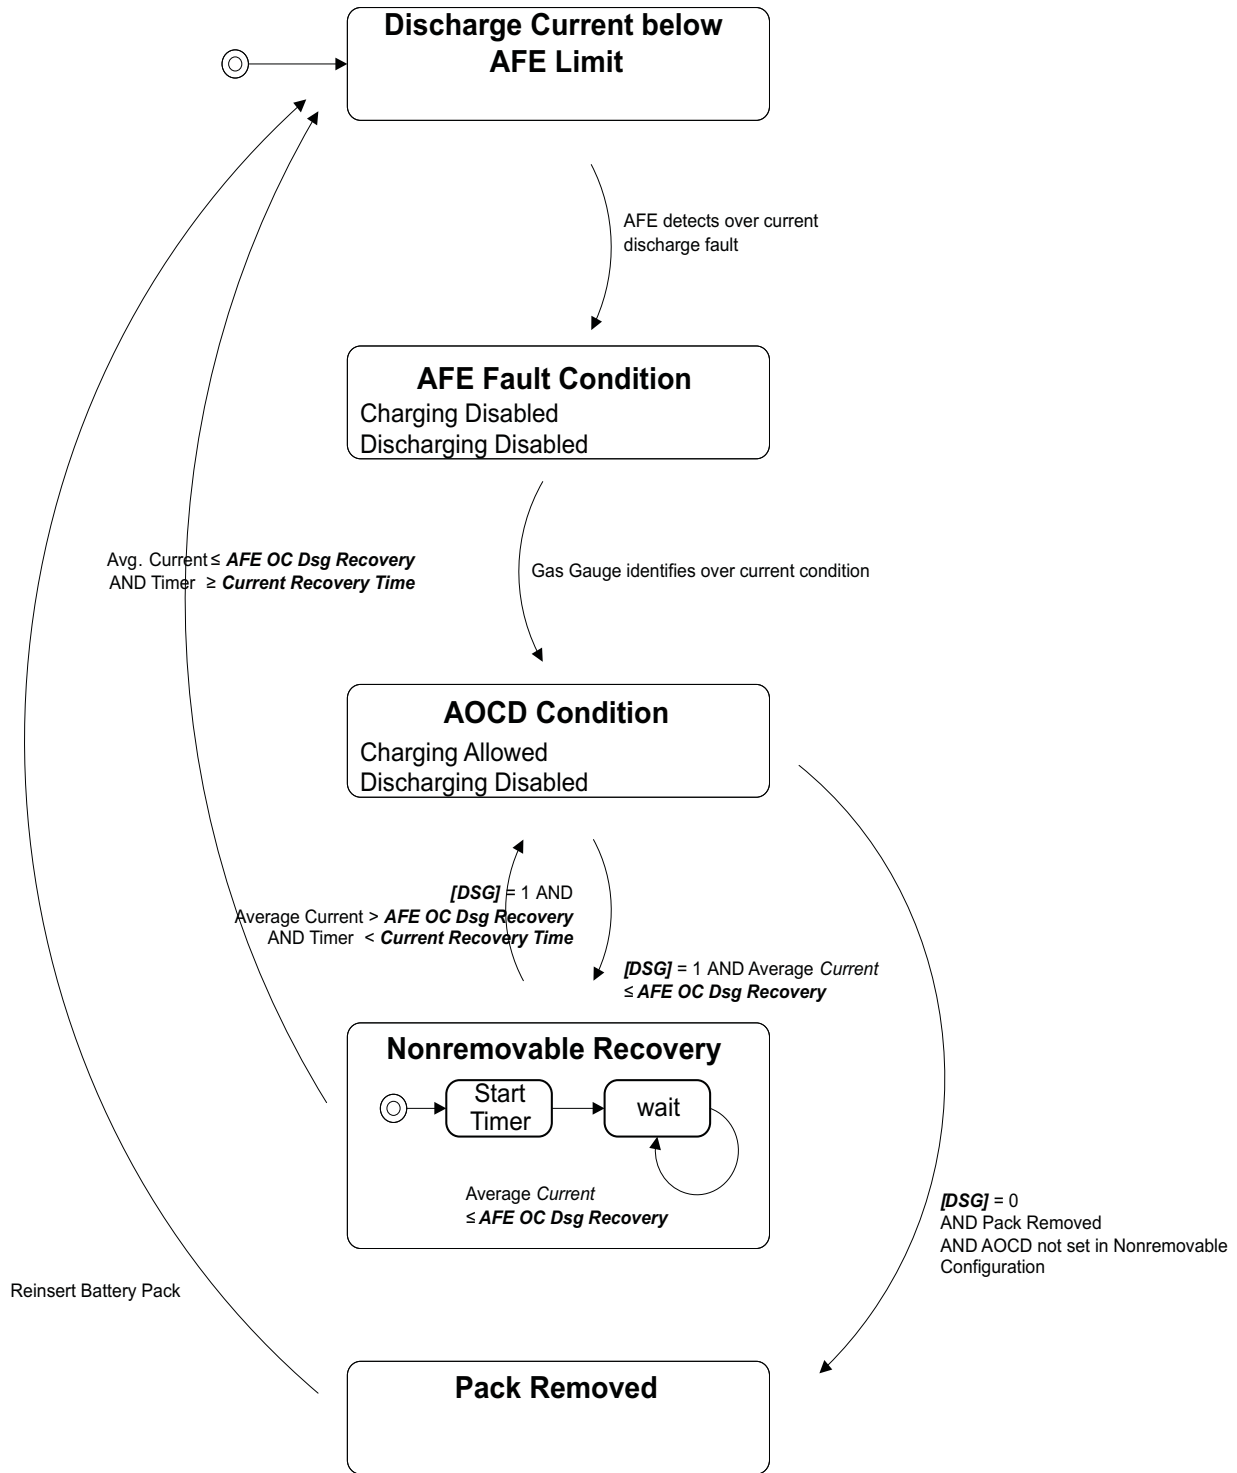 Discharge Current below
AFE Limit
AFE detects over current
discharge fault
AFE Fault Condition
Charging Disabled
Discharging Disabled
Avg. Current ≤ AFE OC Dsg Recovery
AND Timer ≥ Current Recovery Time
Gas Gauge identifies over current condition
AOCD Condition
Charging Allowed
Discharging Disabled
[DSG] = 1 AND
Average Current > AFE OC Dsg Recovery
AND Timer < Current Recovery Time
[DSG] = 1 AND Average Current
≤ AFE OC Dsg Recovery
Nonremovable Recovery
Start
Timer
wait
Average Current
≤ AFE OC Dsg Recovery
[DSG] = 0
AND Pack Removed
AND AOCD not set in Nonremovable
Configuration
Reinsert Battery Pack
Pack Removed